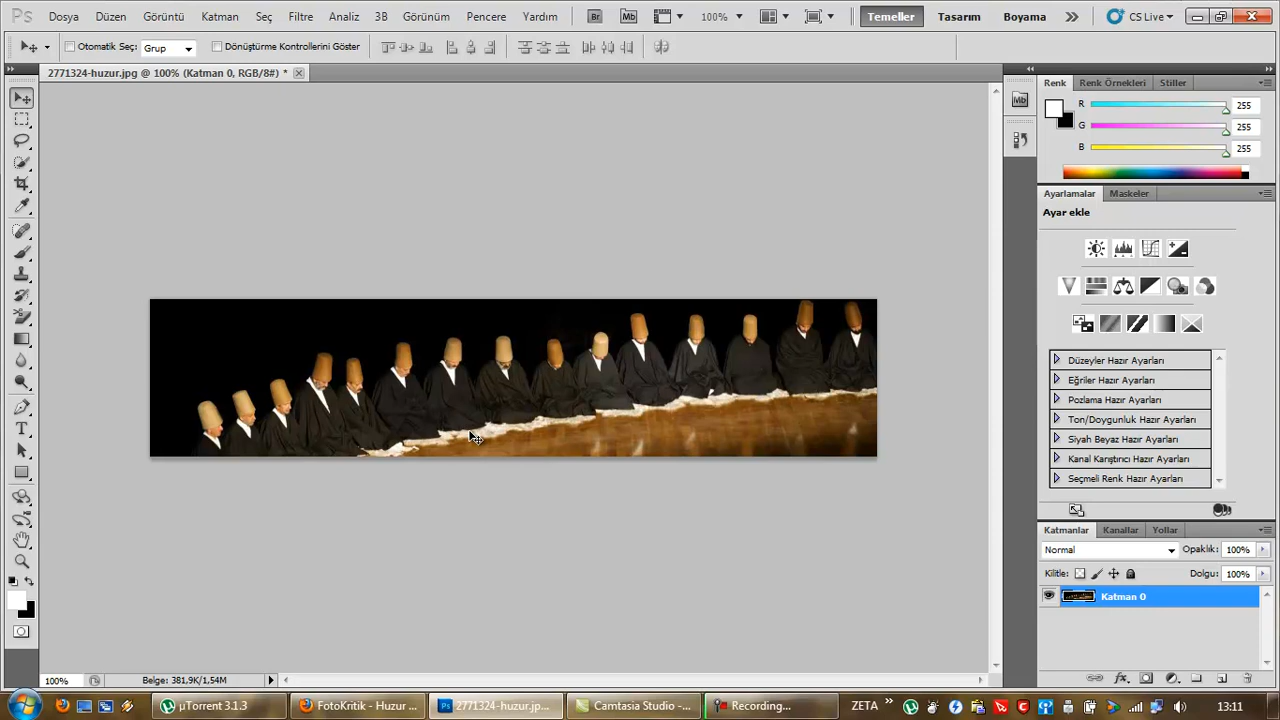 Ps Dosya Düzen Görüntü Katman Seç Filtre Analiz 3B Görünüm Pencere Yardım Br Mb 100% Temeller Tasarım Boyama CS Live
Otomatik Seç: Grup Dönüştürme Kontrollerini Göster
2771324-huzur.jpg @ 100% (Katman 0, RGB/8#) *
Mb
Renk Renk Örnekleri Stiller
R 255
G 255
B 255
Ayarlamalar Maskeler
Ayar ekle
Düzeyler Hazır Ayarları
Eğriler Hazır Ayarları
Pozlama Hazır Ayarları
Ton/Doygunluk Hazır Ayarları
Siyah Beyaz Hazır Ayarları
Kanal Karıştırıcı Hazır Ayarları
Seçmeli Renk Hazır Ayarları
Katmanlar Kanallar Yollar
Normal Opaklık: 100%
Kilitle: Dolgu: 100%
Katman 0
100% Belge: 381,9K/1,54M
µTorrent 3.1.3 FotoKritik - Huzur ... 2771324-huzur.jp... Camtasia Studio -... Recording... ZETA 13:11